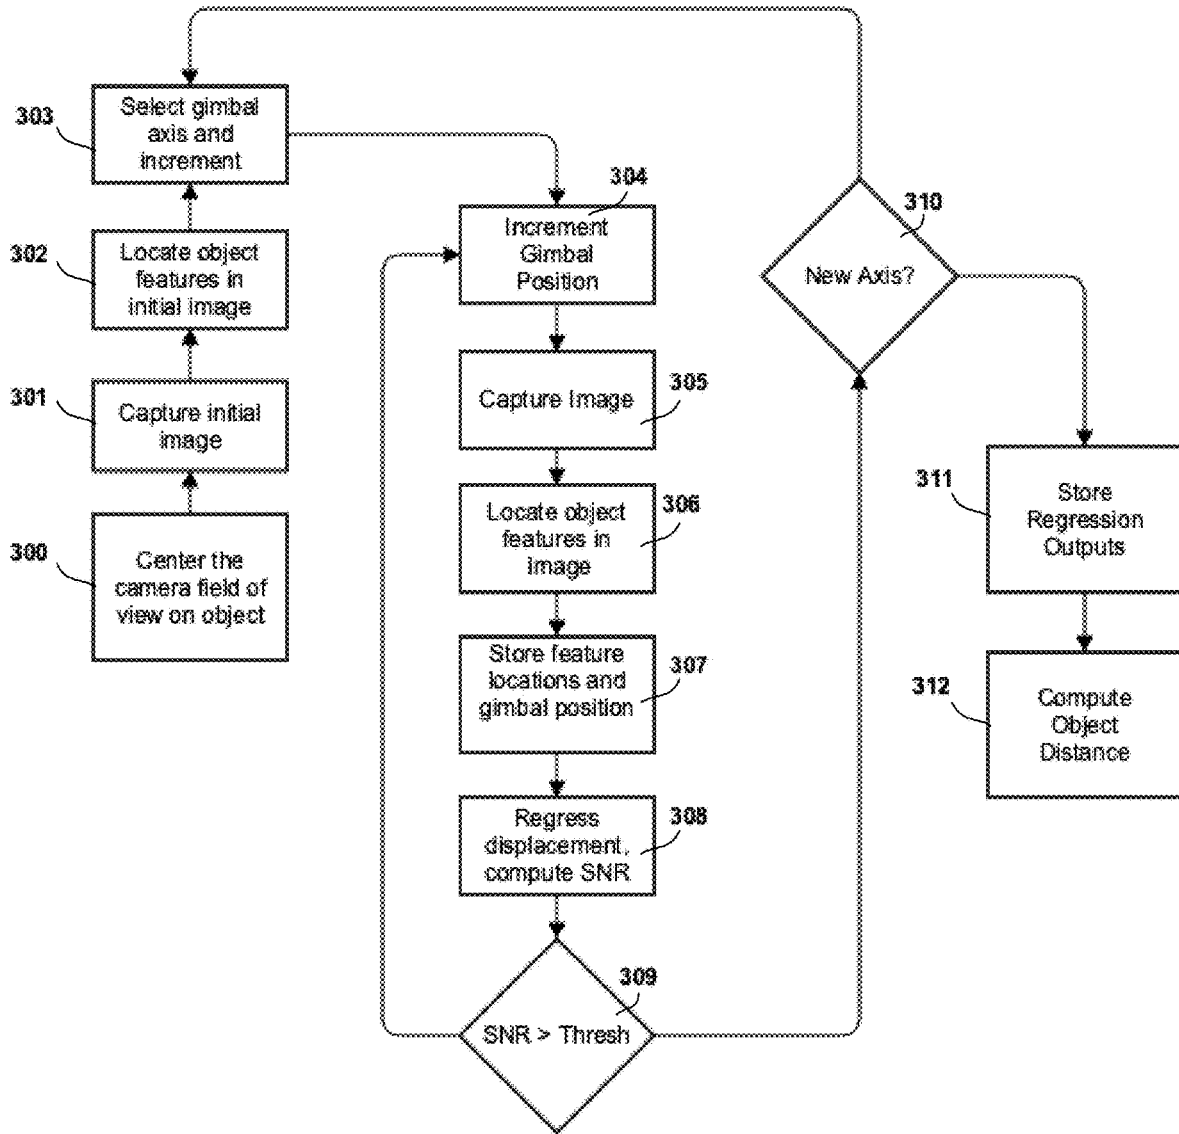 303
Select gimbal
axis and
increment
302
Locate object
features in
initial image
301
Capture initial
image
300
Center the
camera field of
view on object
304
Increment
Gimbal
Position
305
Capture Image
306
Locate object
features in
Image
307
Store feature
locations and
gimbal position
308
Regress
displacement,
compute SNR
309
SNR > Thresh
310
New Axis?
311
Store
Regression
Outputs
312
Compute
Object
Distance